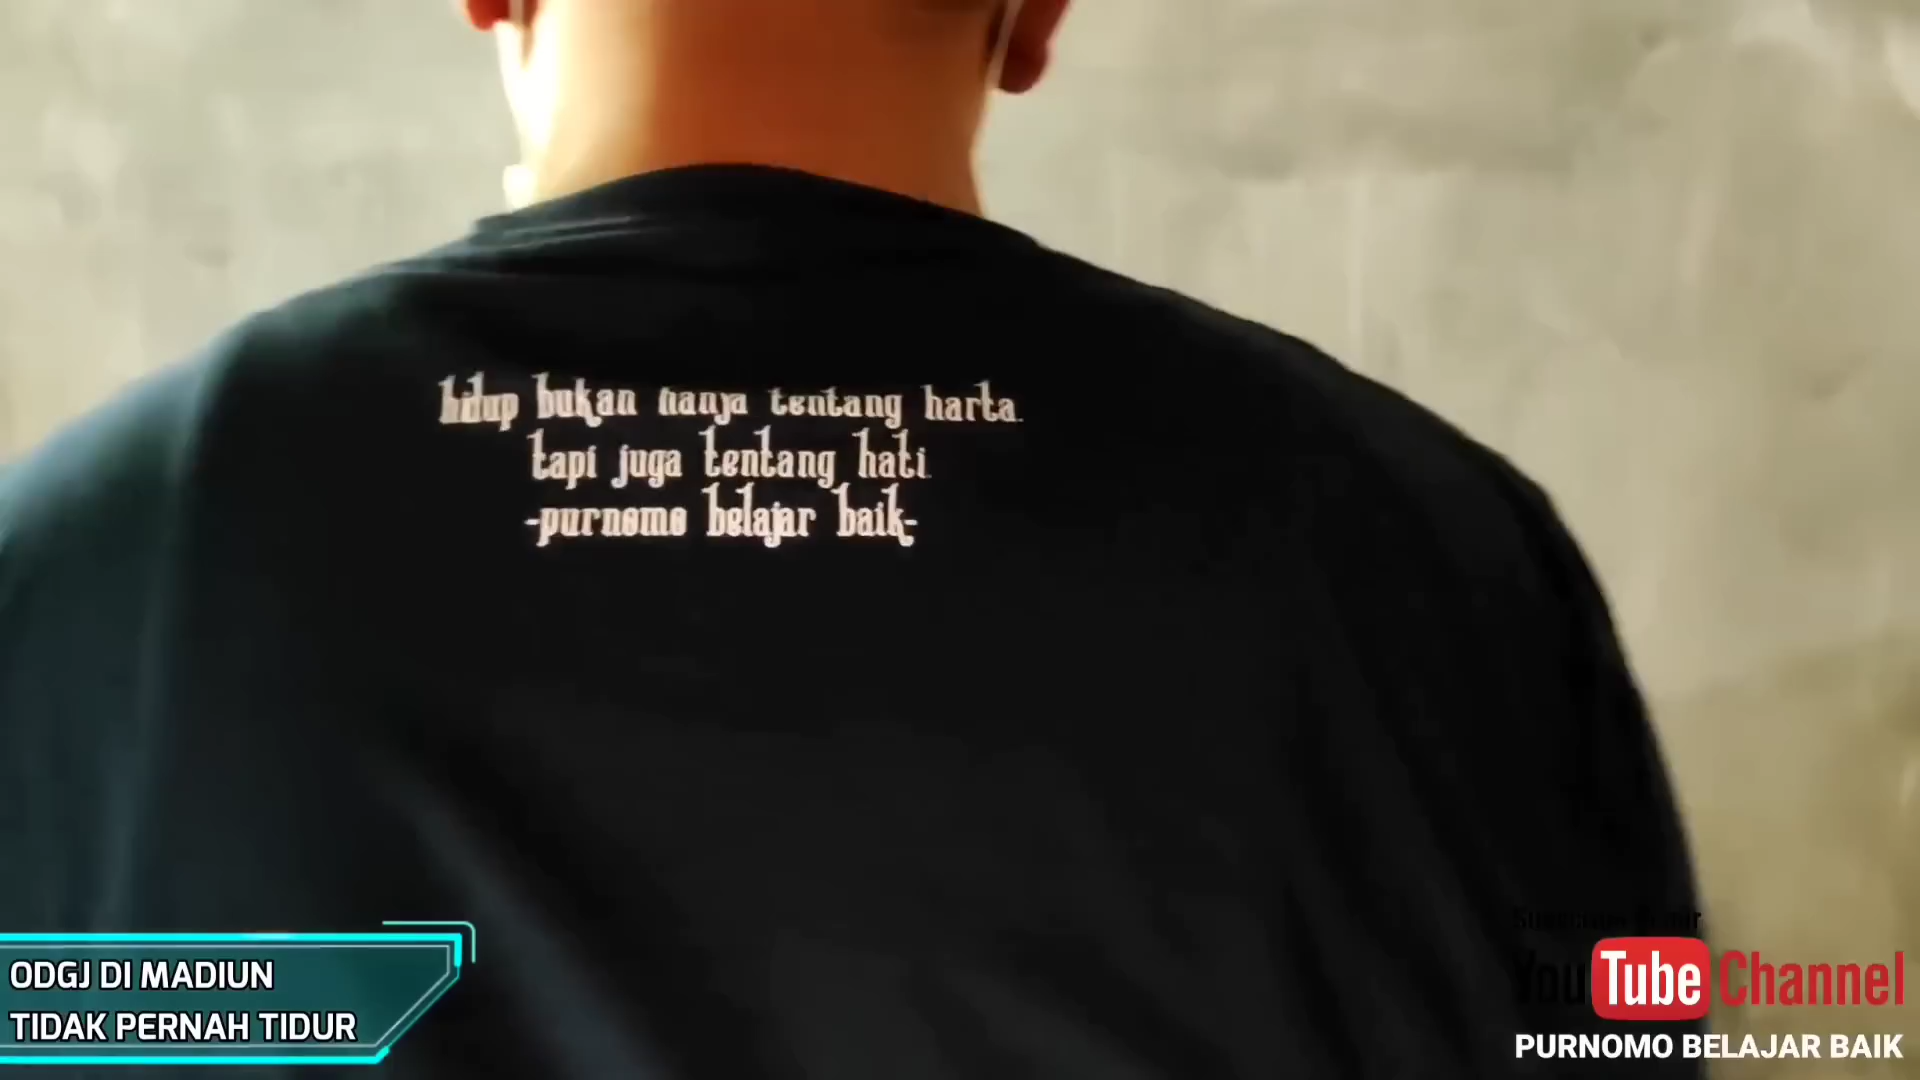 hidup bukan hanya tentang harta.
tapi juga tentang hati.
-purnomo belajar baik-
ODGJ DI MADIUN
TIDAK PERNAH TIDUR
YouTube Channel
PURNOMO BELAJAR BAIK